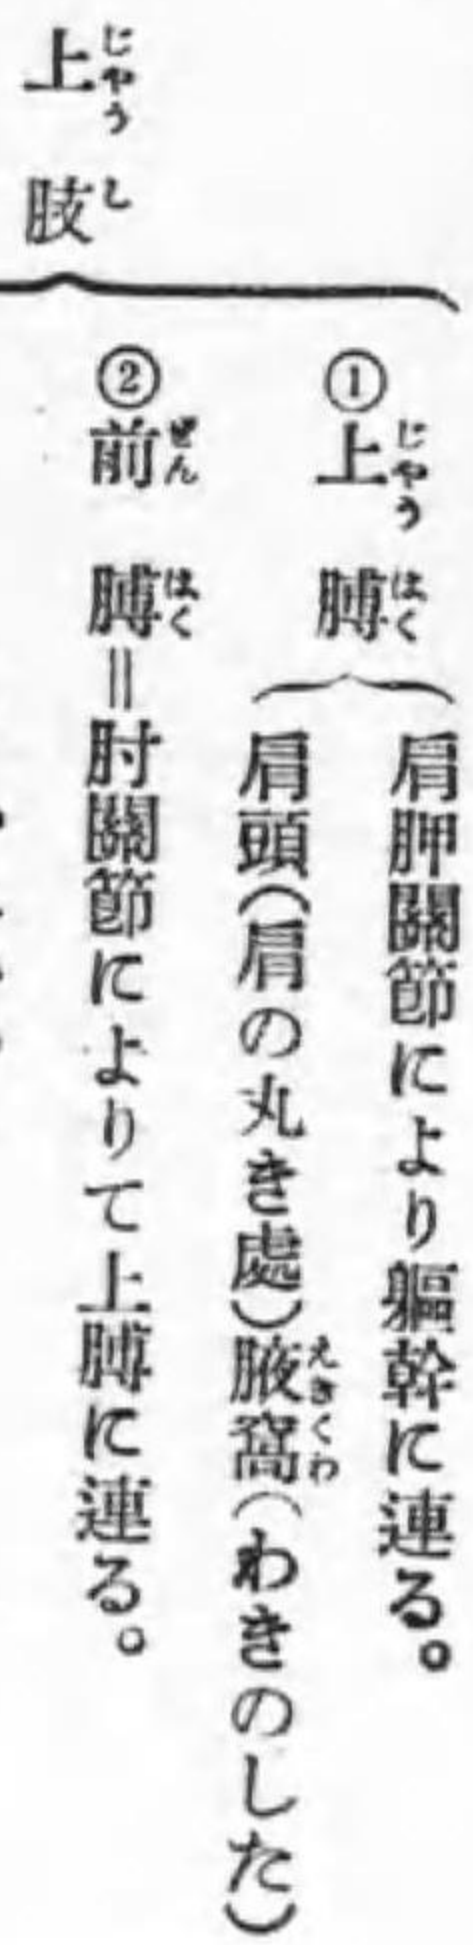 上肢
①上膊
肩胛關節により軀幹に連る。
肩頭(肩の丸き處)腋窩(わきのした)
②前膊=肘關節によりて上膊に連る。